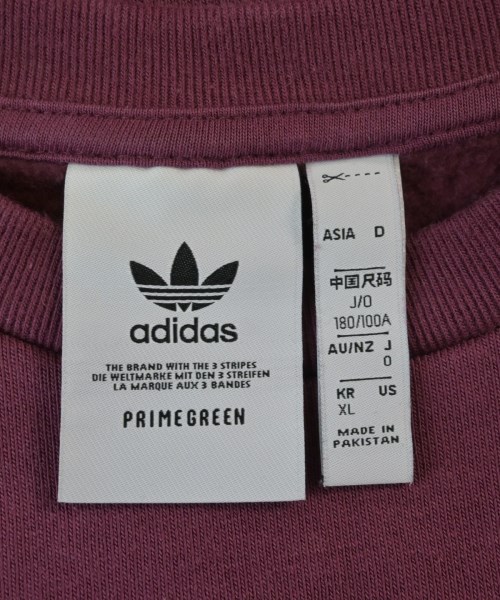 adidas
THE BRAND WITH THE 3 STRIPES
DIE WELTMARKE MIT DEN 3 STREIFEN
LA MARQUE AUX 3 BANDES
PRIMEGREEN
ASIA D
中国尺码
J/O
180/100A
AU/NZ J
O
KR US
XL
MADE IN
PAKISTAN